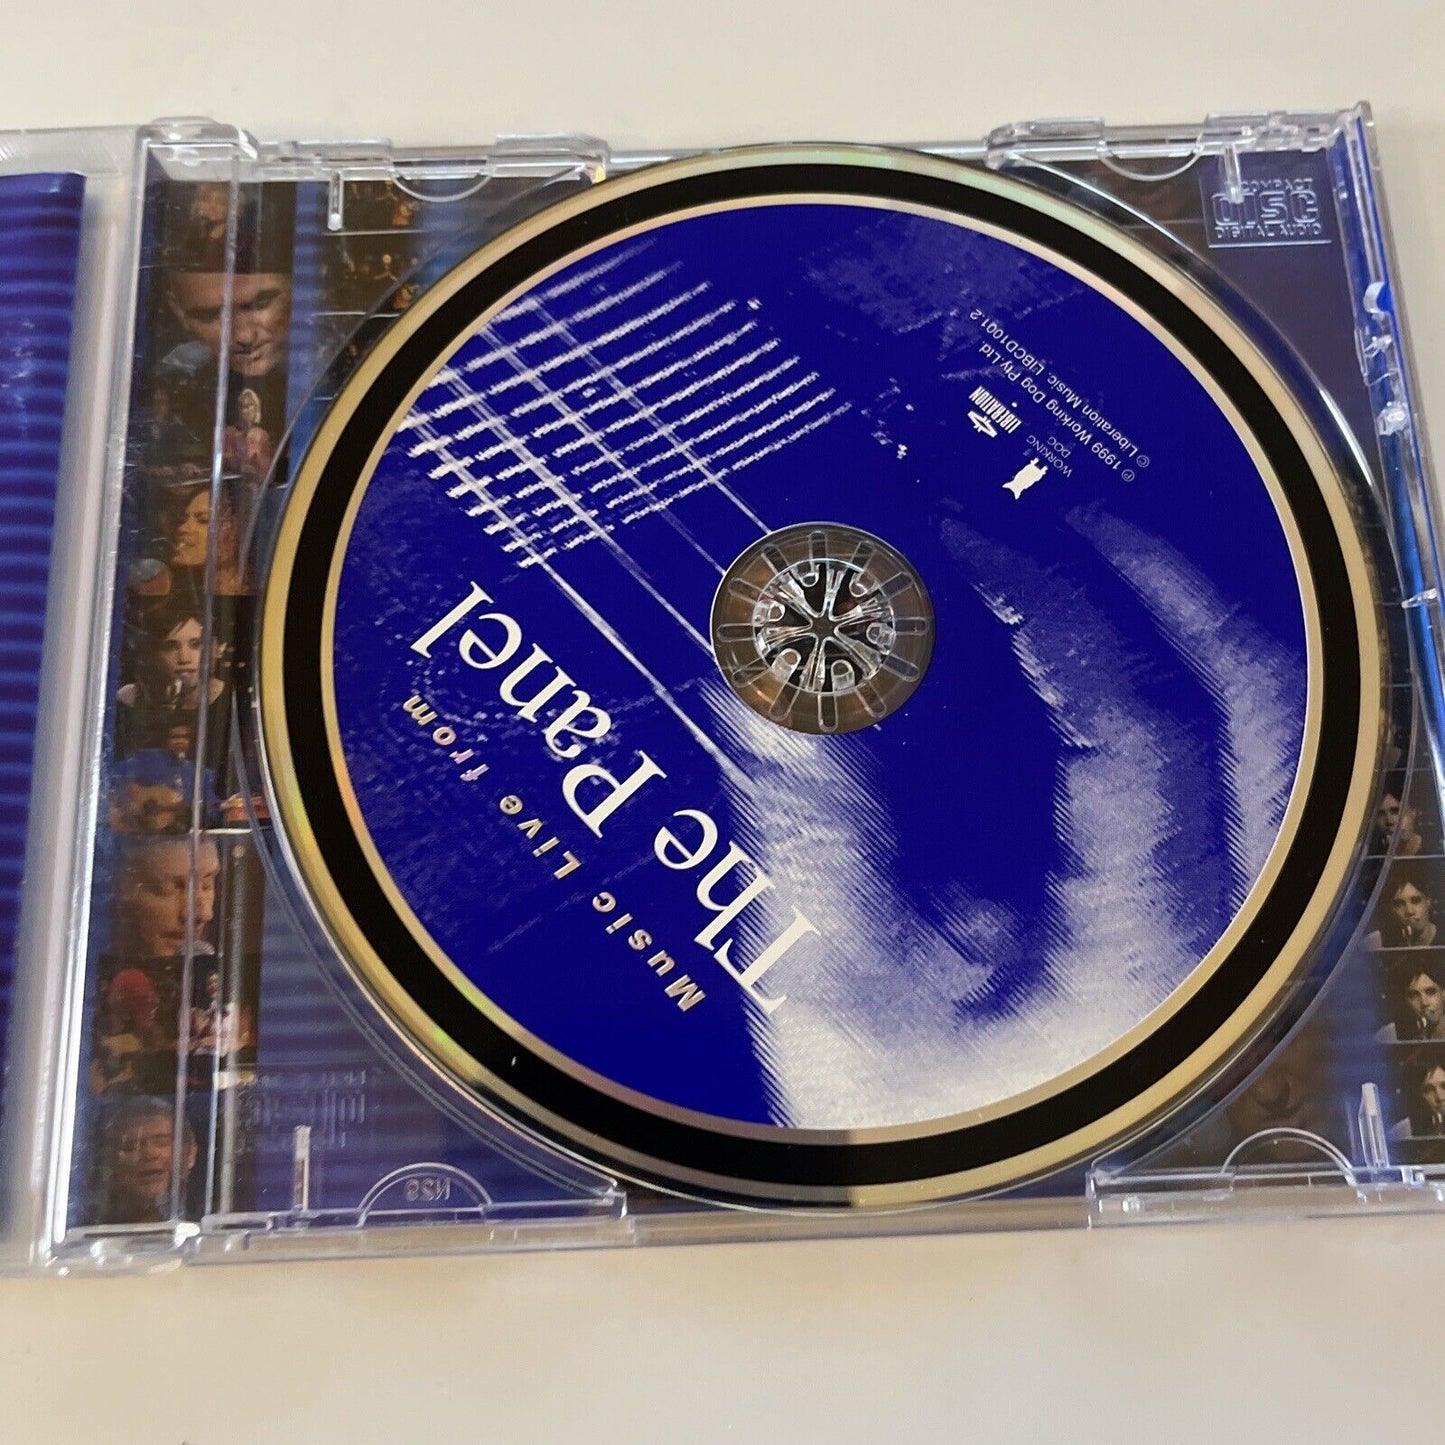 Music Live from
The Panel
WORKING
DOG
LIBERATION
℗ 1999 Working Dog Pty. Ltd.
© Liberation Music. LIBCD1001.2
COMPACT
disc
DIGITAL AUDIO
N28